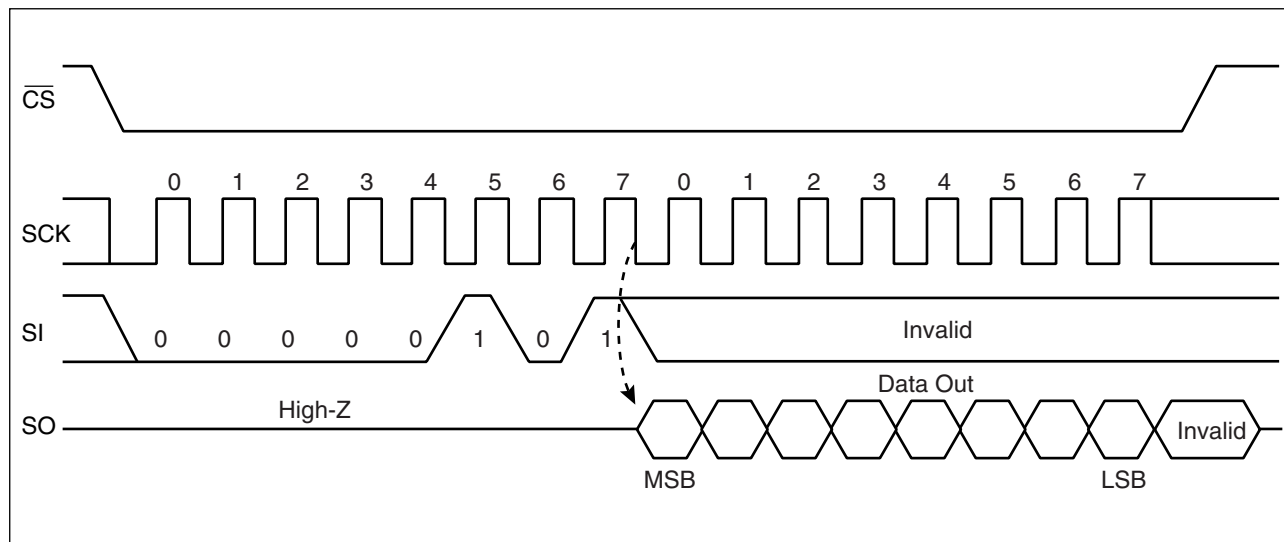 C̅S̅
0 1 2 3 4 5 6 7 0 1 2 3 4 5 6 7
SCK
SI
0 0 0 0 0 1 0 1
Invalid
Data Out
High-Z
SO
Invalid
MSB
LSB